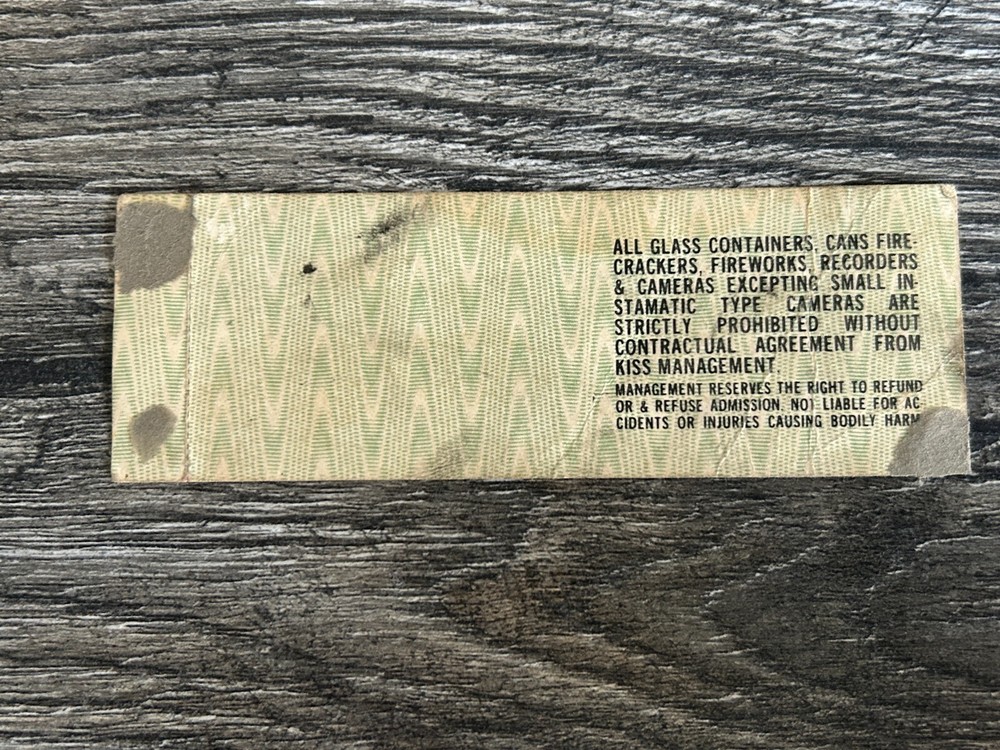 ALL GLASS CONTAINERS, CANS FIRE-
CRACKERS, FIREWORKS, RECORDERS
& CAMERAS EXCEPTING SMALL IN-
STAMATIC TYPE CAMERAS ARE
STRICTLY PROHIBITED WITHOUT
CONTRACTUAL AGREEMENT FROM
KISS MANAGEMENT.
MANAGEMENT RESERVES THE RIGHT TO REFUND
OR & REFUSE ADMISSION. NOT LIABLE FOR AC-
CIDENTS OR INJURIES CAUSING BODILY HARM